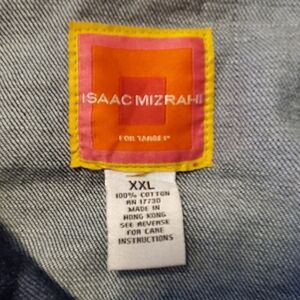 ISAAC MIZRAHI
FOR TARGET
XXL
100% COTTON
RN 17730
MADE IN
HONG KONG
SEE REVERSE
FOR CARE
INSTRUCTIONS